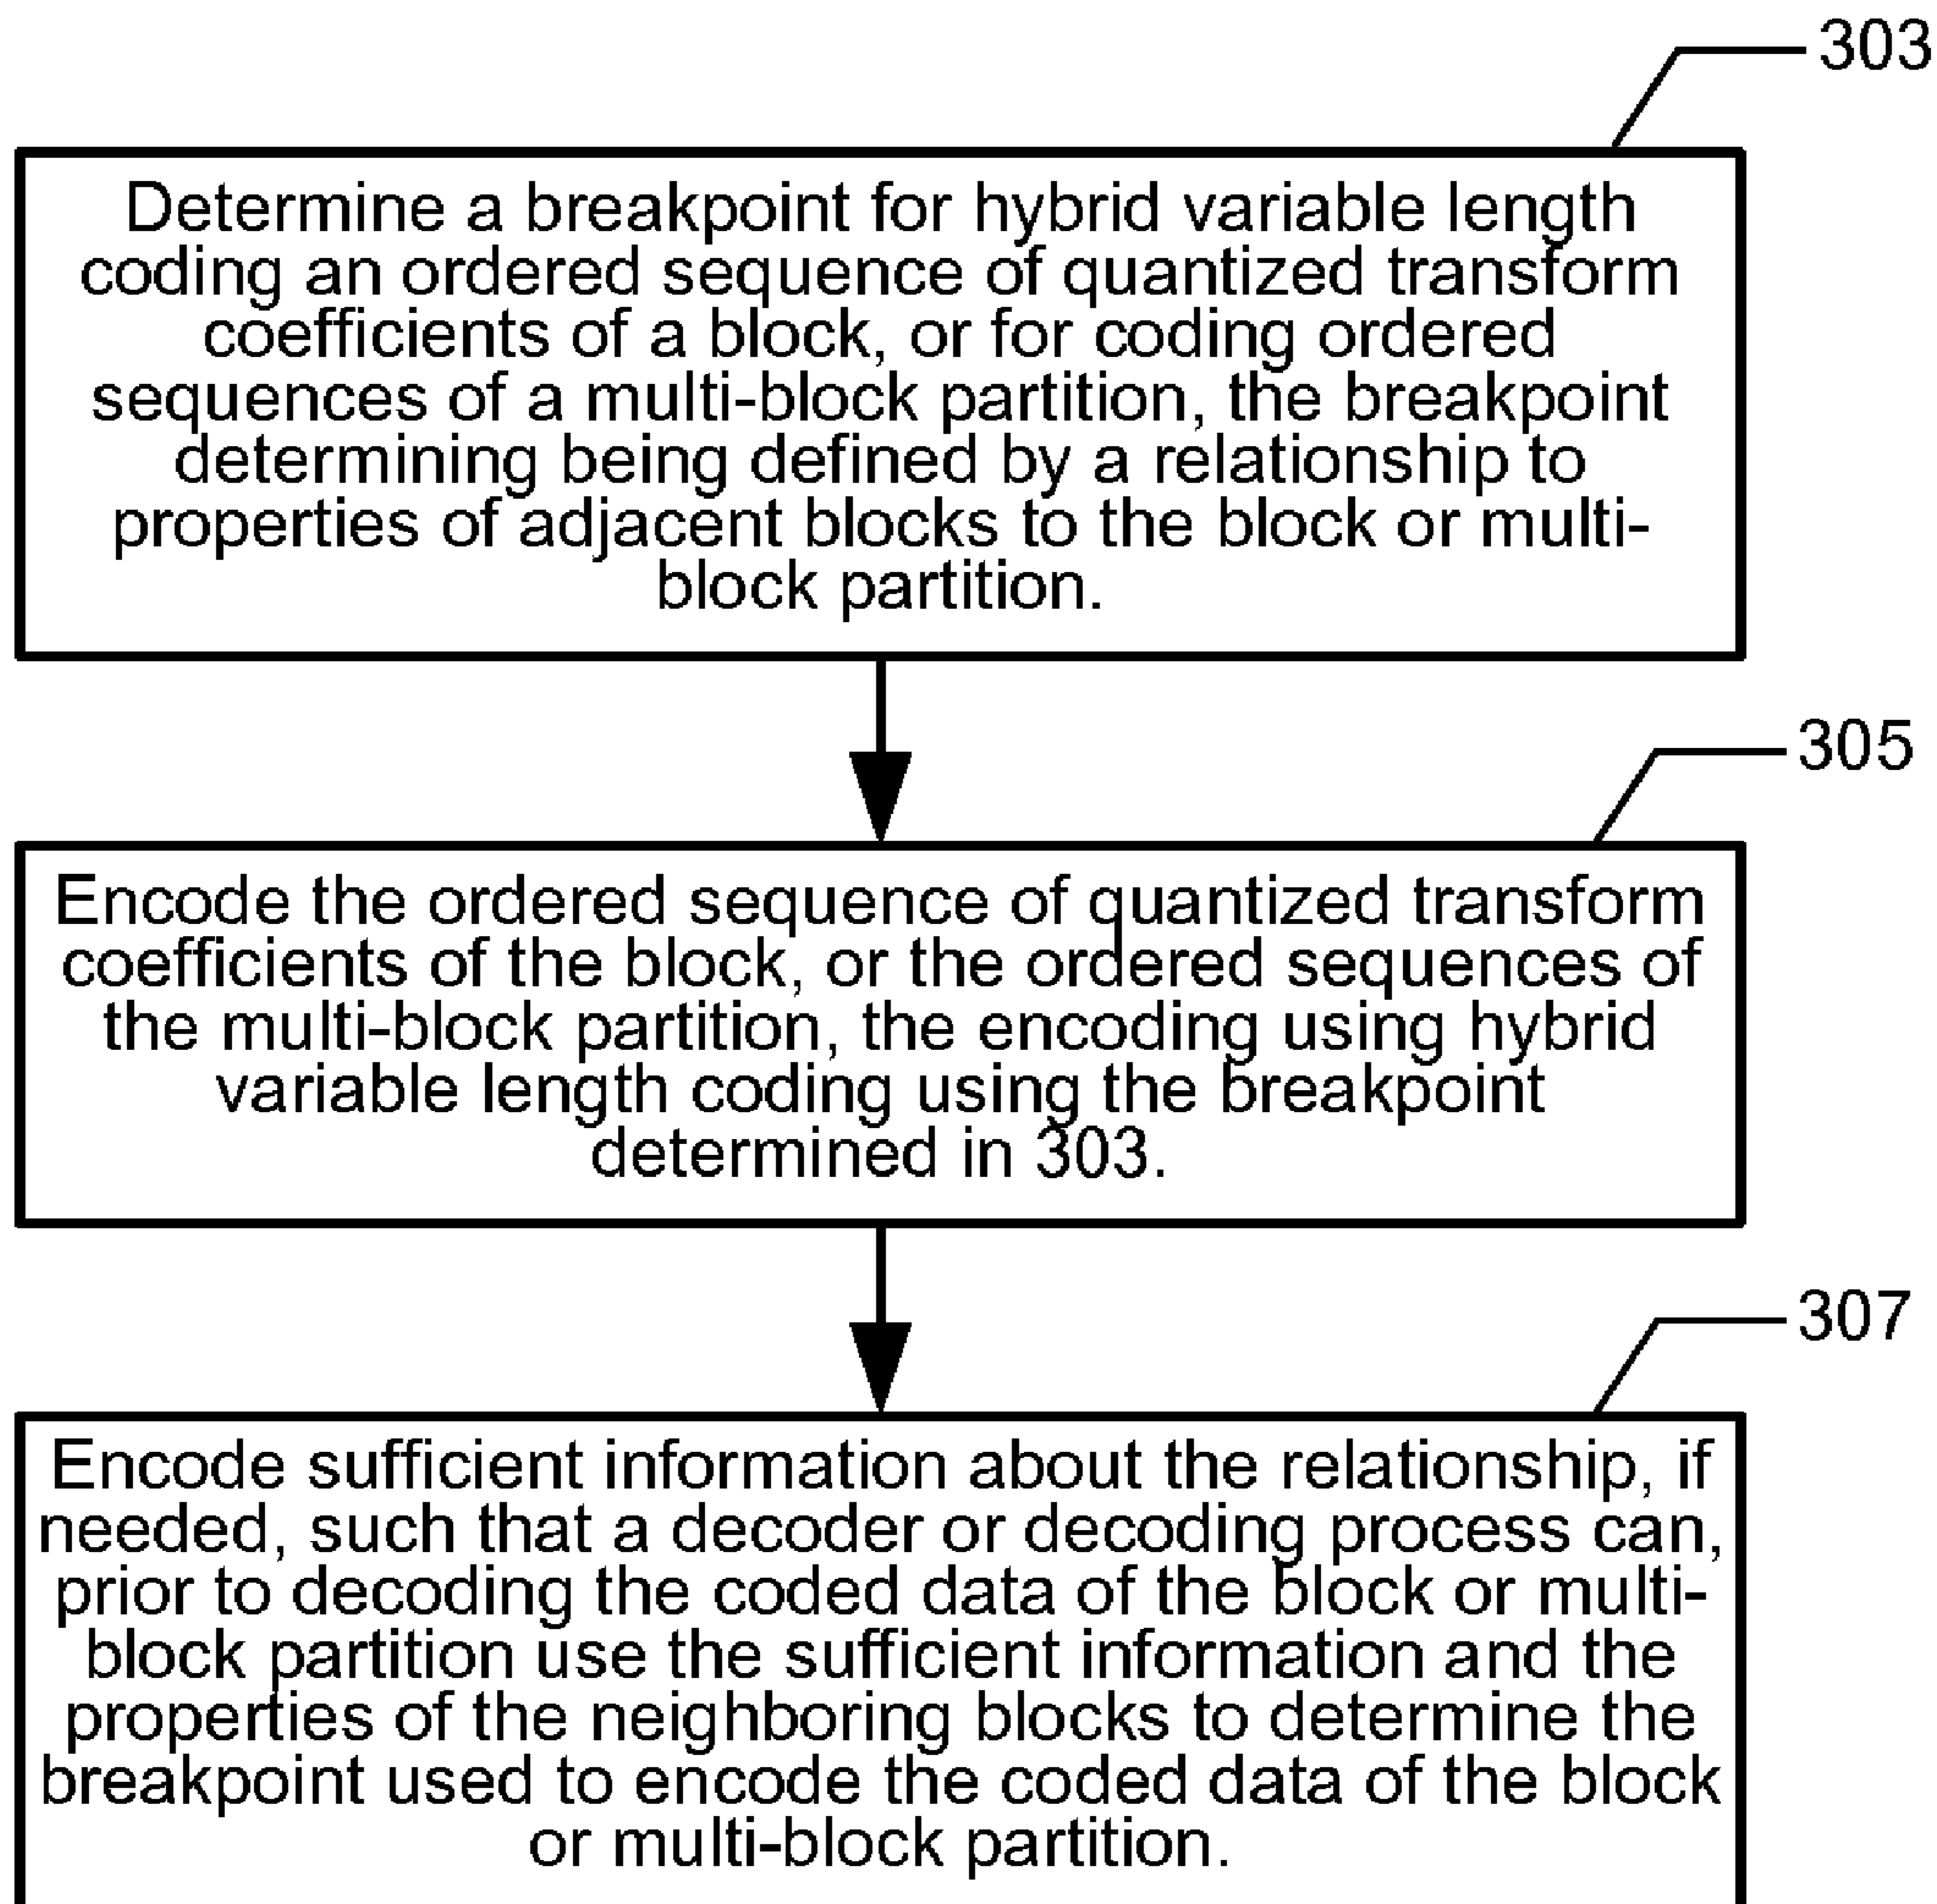 303
Determine a breakpoint for hybrid variable length
coding an ordered sequence of quantized transform
coefficients of a block, or for coding ordered
sequences of a multi-block partition, the breakpoint
determining being defined by a relationship to
properties of adjacent blocks to the block or multi-
block partition.
305
Encode the ordered sequence of quantized transform
coefficients of the block, or the ordered sequences of
the multi-block partition, the encoding using hybrid
variable length coding using the breakpoint
determined in 303.
307
Encode sufficient information about the relationship, if
needed, such that a decoder or decoding process can,
prior to decoding the coded data of the block or multi-
block partition use the sufficient information and the
properties of the neighboring blocks to determine the
breakpoint used to encode the coded data of the block
or multi-block partition.